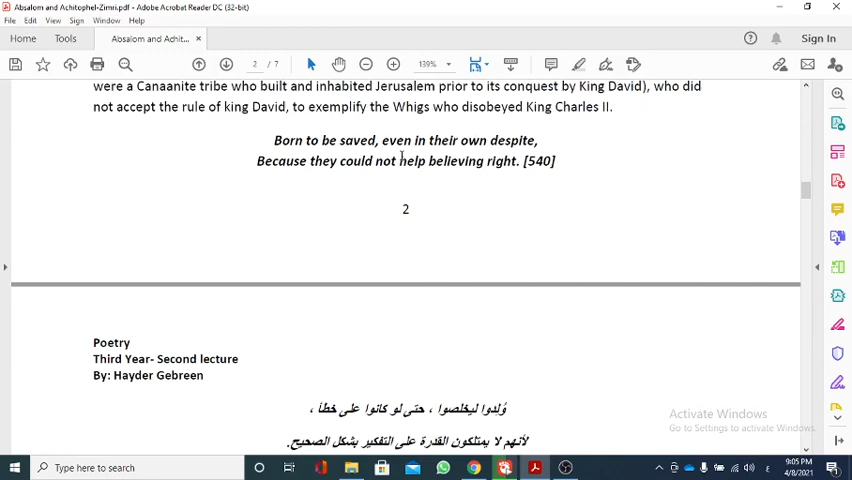 Absalom and Achitophel-Zimri.pdf - Adobe Acrobat Reader DC (32-bit)
File Edit View Sign Window Help
Home Tools Absalom and Achit... × Sign In
2 / 7 139%
were a Canaanite tribe who built and inhabited Jerusalem prior to its conquest by King David), who did
not accept the rule of king David, to exemplify the Whigs who disobeyed King Charles II.
Born to be saved, even in their own despite,
Because they could not help believing right. [540]
2
Poetry
Third Year- Second lecture
By: Hayder Gebreen
وُلدوا ليخلصوا ، حتى لو كانوا على خطأ ،
لأنهم لا يمتلكون القدرة على التفكير بشكل الصحيح.
Activate Windows
Go to Settings to activate Windows.
Type here to search
9:05 PM
4/8/2021